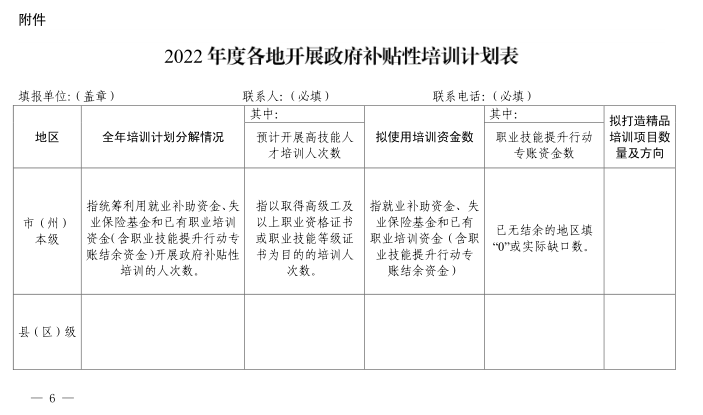 附件
2022 年度各地开展政府补贴性培训计划表
填报单位:（盖章） 联系人:（必填） 联系电话:（必填）
地区
全年培训计划分解情况
其中:
预计开展高技能人
才培训人次数
拟使用培训资金数
其中:
职业技能提升行动
专账资金数
拟打造精品
培训项目数
量及方向
市（州）
本级
指统筹利用就业补助资金、失
业保险基金和已有职业培训
资金(含职业技能提升行动专
账结余资金)开展政府补贴性
培训的人次数。
指以取得高级工及
以上职业资格证书
或职业技能等级证
书为目的的培训人
次数。
指就业补助资金、失
业保险基金和已有
职业培训资金（含职
业技能提升行动专
账结余资金）
已无结余的地区填
“0”或实际缺口数。
县（区）级
— 6 —